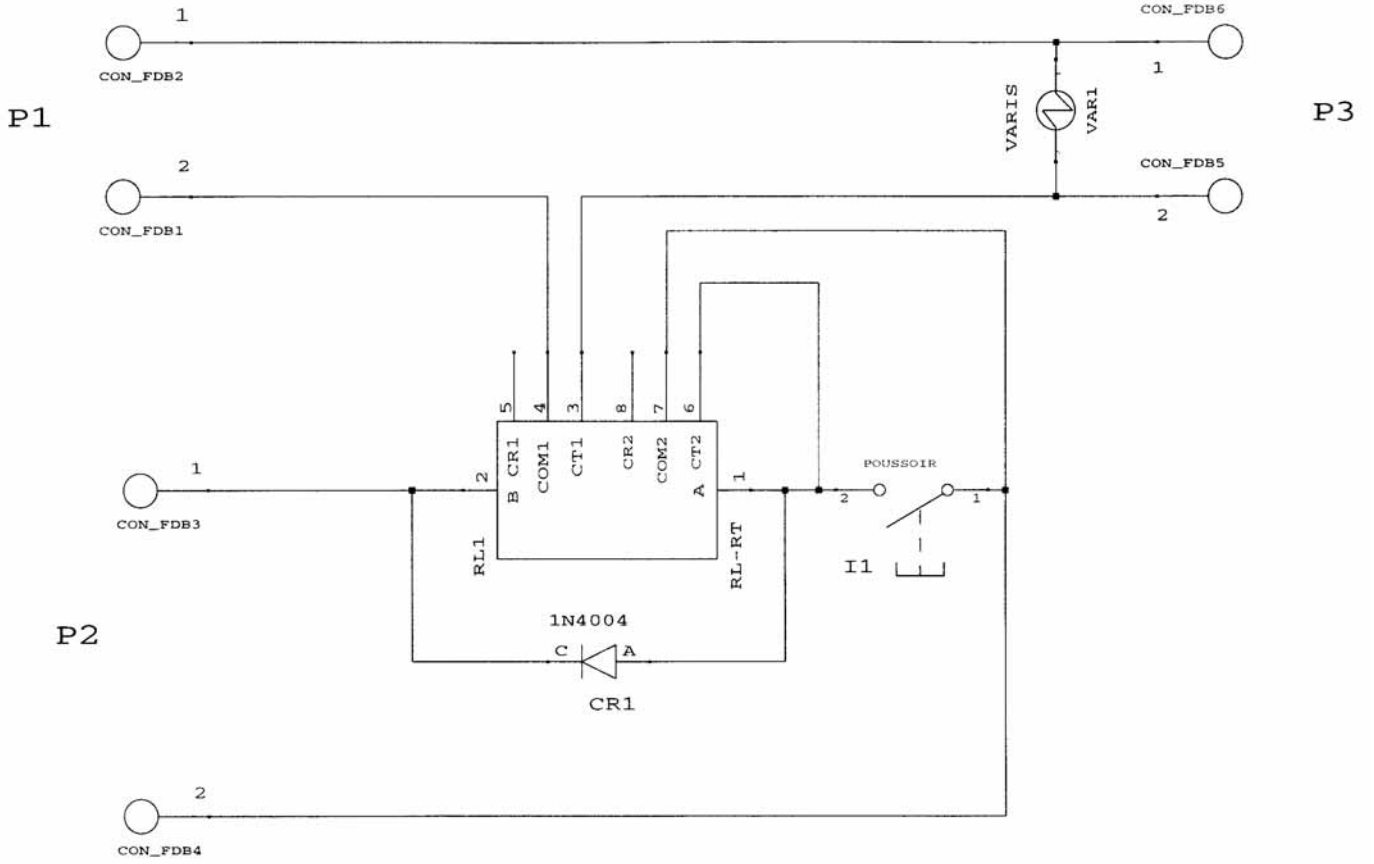 1
CON_FDB6
CON_FDB2
1
P1
VARIS
VAR1
P3
2
CON_FDB5
CON_FDB1
2
5
4
3
8
7
6
CR1
COM1
CT1
CR2
COM2
CT2
1
CON_FDB3
2
B
A
1
POUSSOIR
2
1
RL1
RL-RT
I1
P2
1N4004
C
A
CR1
2
CON_FDB4